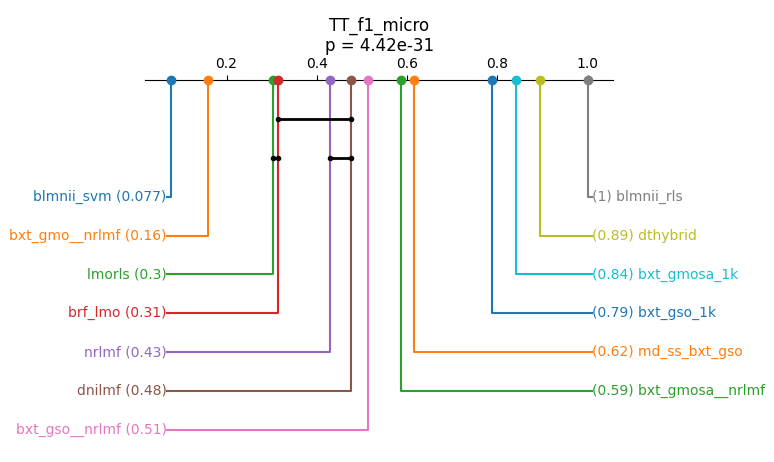 TT_f1_micro
p = 4.42e-31
0.2 0.4 0.6 0.8 1.0
blmnii_svm (0.077)
(1) blmnii_rls
bxt_gmo__nrlmf (0.16)
(0.89) dthybrid
lmorls (0.3)
(0.84) bxt_gmosa_1k
brf_lmo (0.31)
(0.79) bxt_gso_1k
nrlmf (0.43)
(0.62) md_ss_bxt_gso
dnilmf (0.48)
(0.59) bxt_gmosa__nrlmf
bxt_gso__nrlmf (0.51)